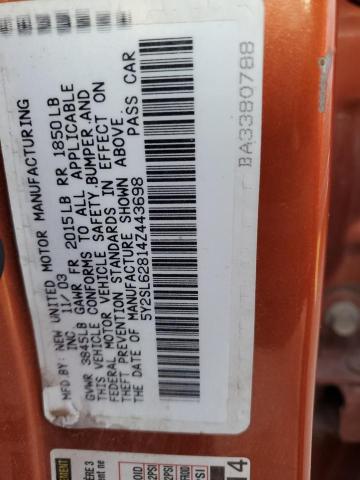 MFD BY NEW UNITED MOTOR MANUFACTURING
INC 11/03
GVWR 3845LB GAWR FR 2015LB RR 1850LB
THIS VEHICLE CONFORMS TO ALL APPLICABLE
FEDERAL MOTOR VEHICLE SAFETY,BUMPER,AND
THEFT PREVENTION STANDARDS IN EFFECT ON
THE DATE OF MANUFACTURE SHOWN ABOVE.
5Y2SL62814Z443698 PASS CAR
BA3380788
14